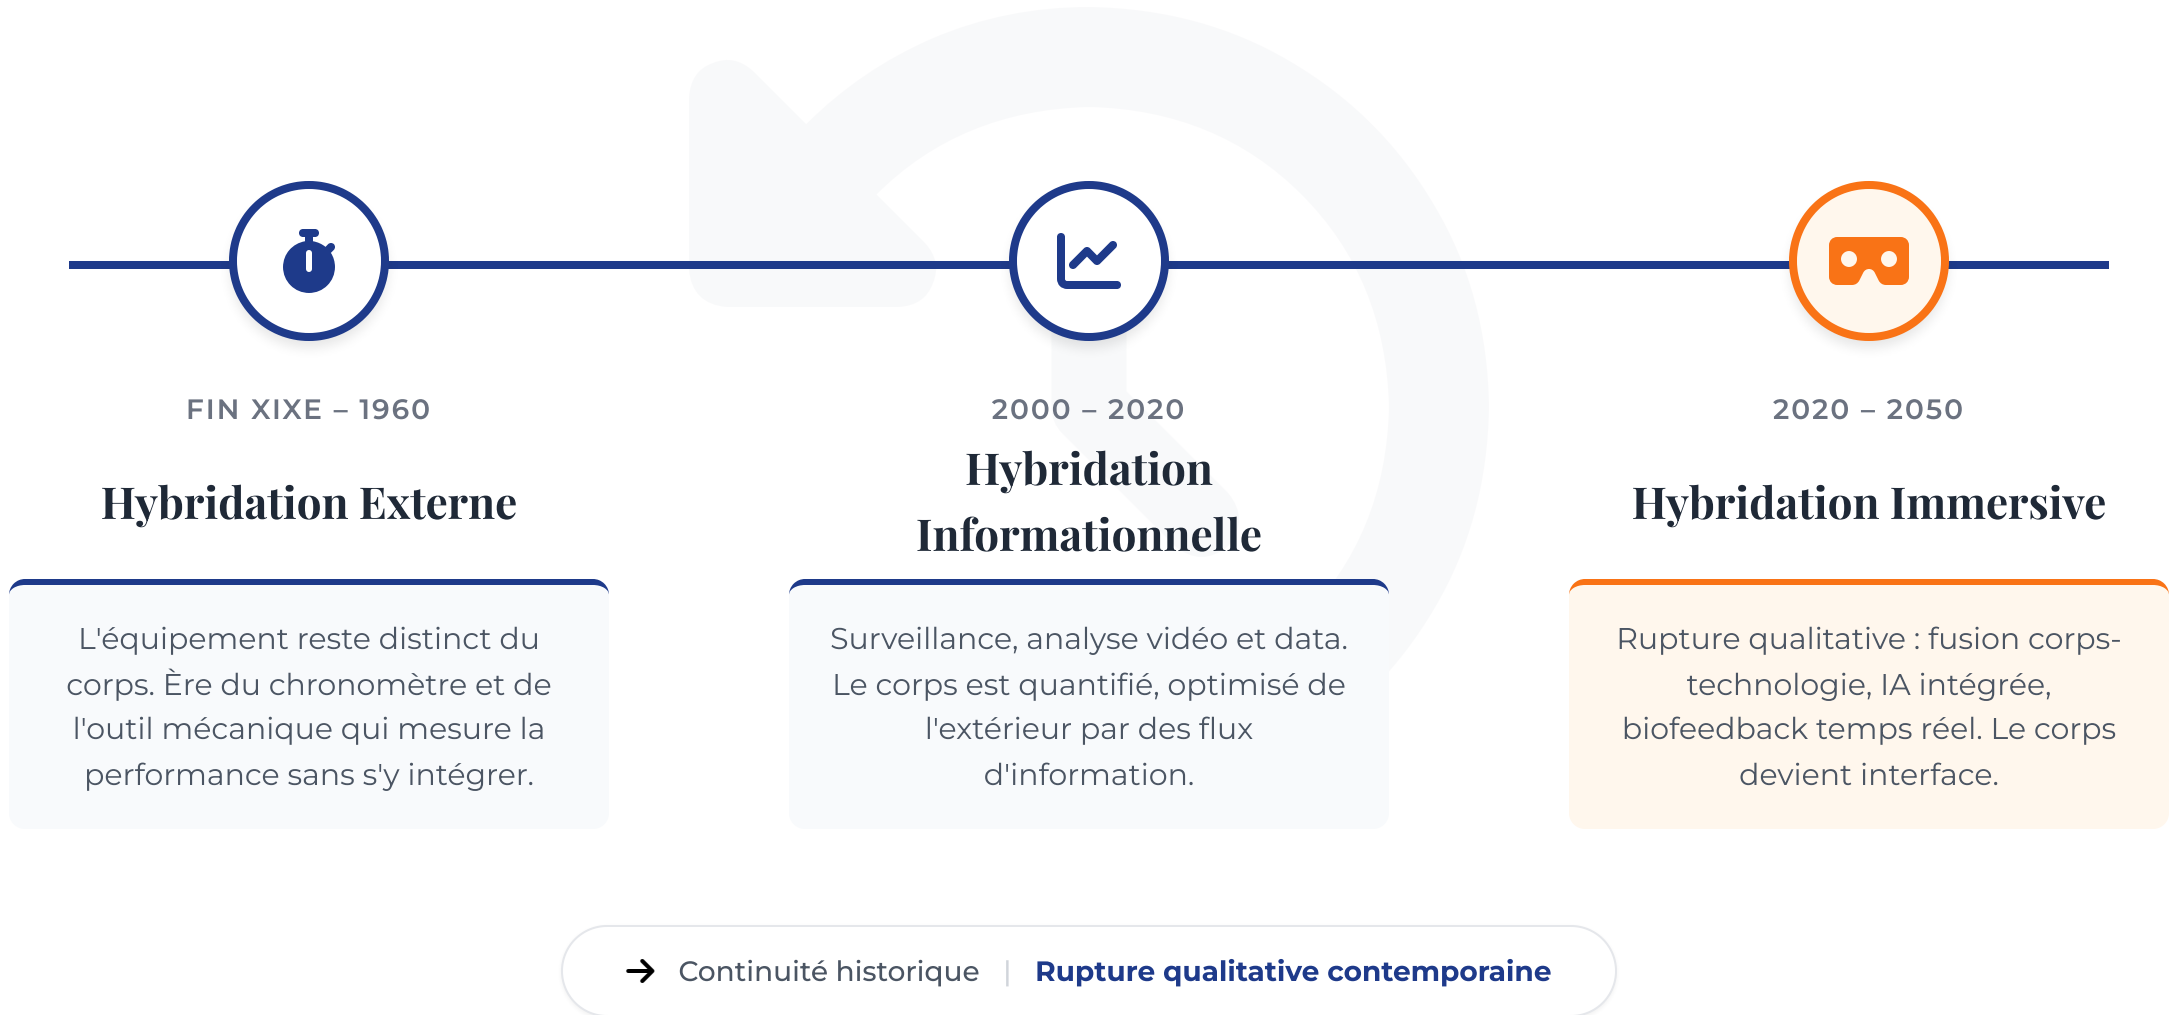 FIN XIXE – 1960
Hybridation Externe
L'équipement reste distinct du
corps. Ère du chronomètre et de
l'outil mécanique qui mesure la
performance sans s'y intégrer.
2000 – 2020
Hybridation
Informationnelle
Surveillance, analyse vidéo et data.
Le corps est quantifié, optimisé de
l'extérieur par des flux
d'information.
2020 – 2050
Hybridation Immersive
Rupture qualitative : fusion corps-
technologie, IA intégrée,
biofeedback temps réel. Le corps
devient interface.
→ Continuité historique | Rupture qualitative contemporaine